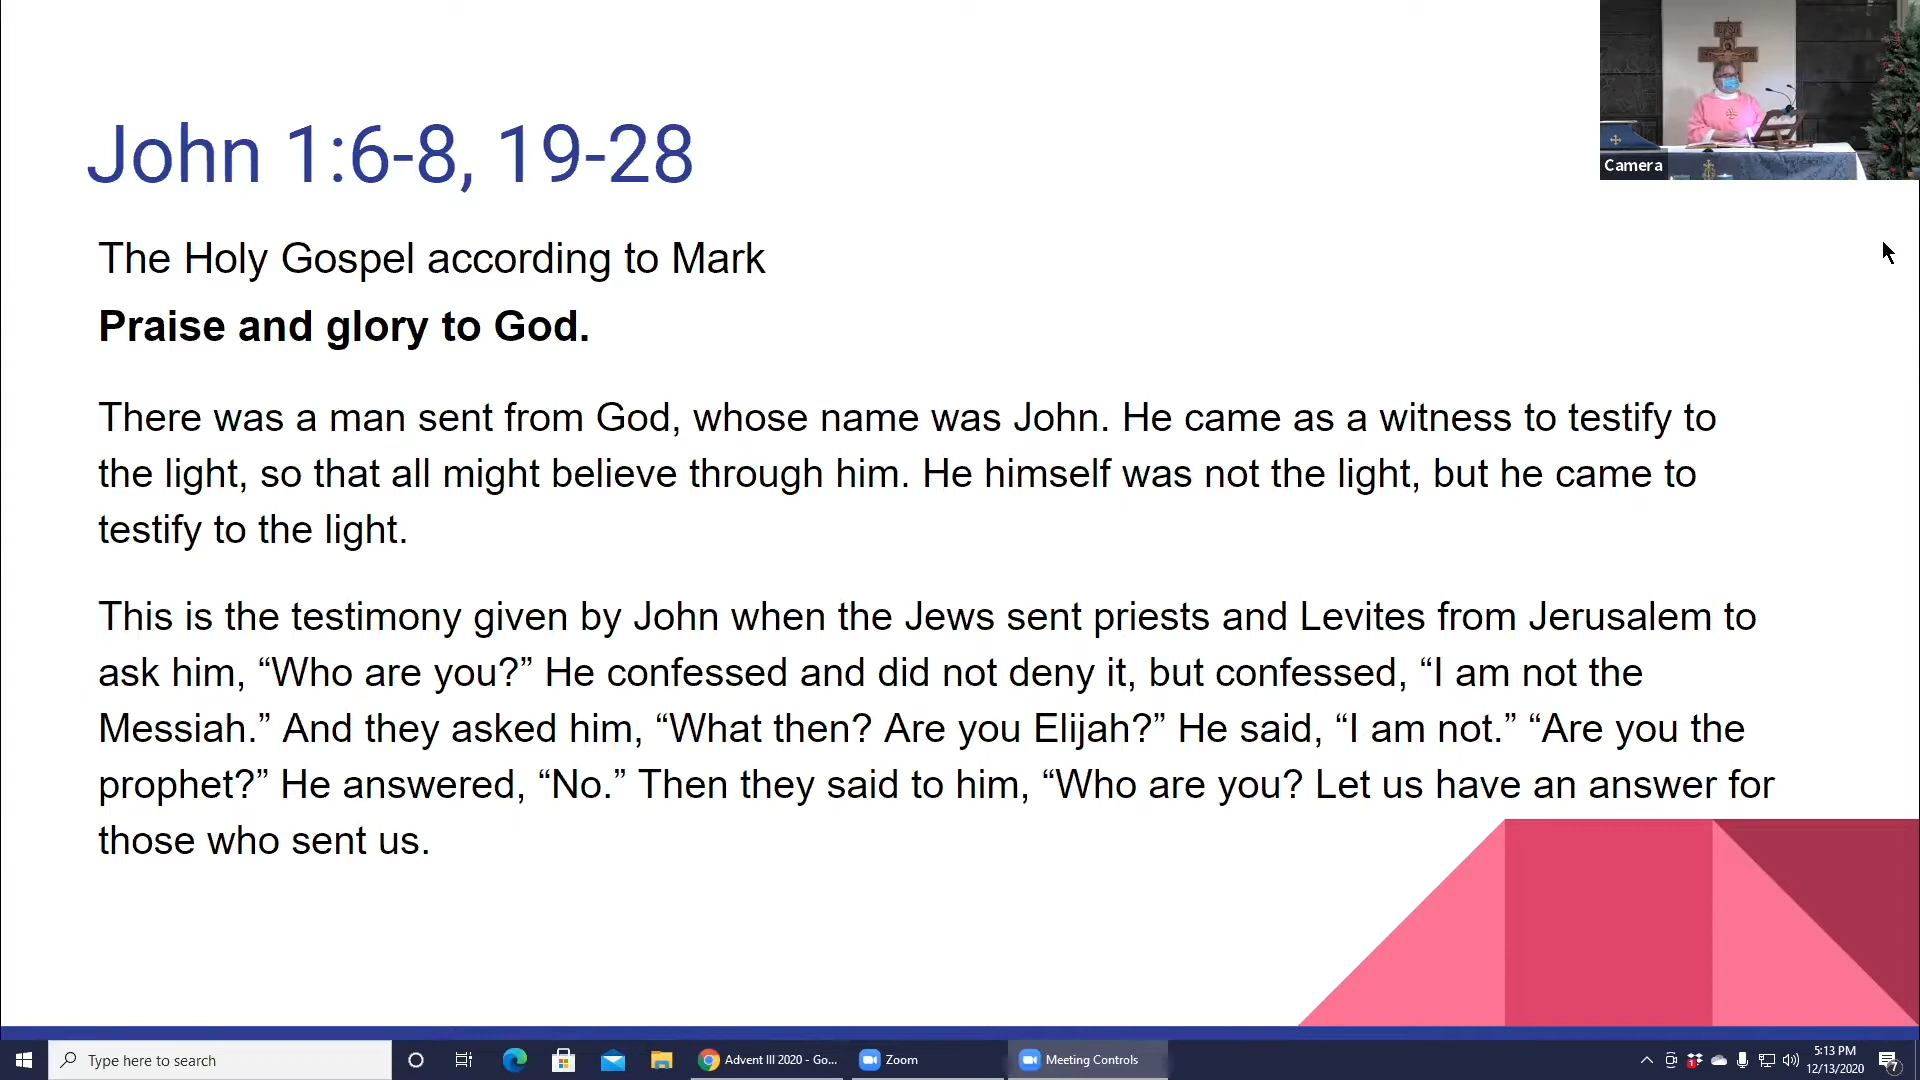 John 1:6-8, 19-28
The Holy Gospel according to Mark
Praise and glory to God.
There was a man sent from God, whose name was John. He came as a witness to testify to
the light, so that all might believe through him. He himself was not the light, but he came to
testify to the light.
This is the testimony given by John when the Jews sent priests and Levites from Jerusalem to
ask him, “Who are you?” He confessed and did not deny it, but confessed, “I am not the
Messiah.” And they asked him, “What then? Are you Elijah?” He said, “I am not.” “Are you the
prophet?” He answered, “No.” Then they said to him, “Who are you? Let us have an answer for
those who sent us.
Camera
Type here to search
Advent III 2020 - Go...
Zoom
Meeting Controls
1
5:13 PM
12/13/2020
7